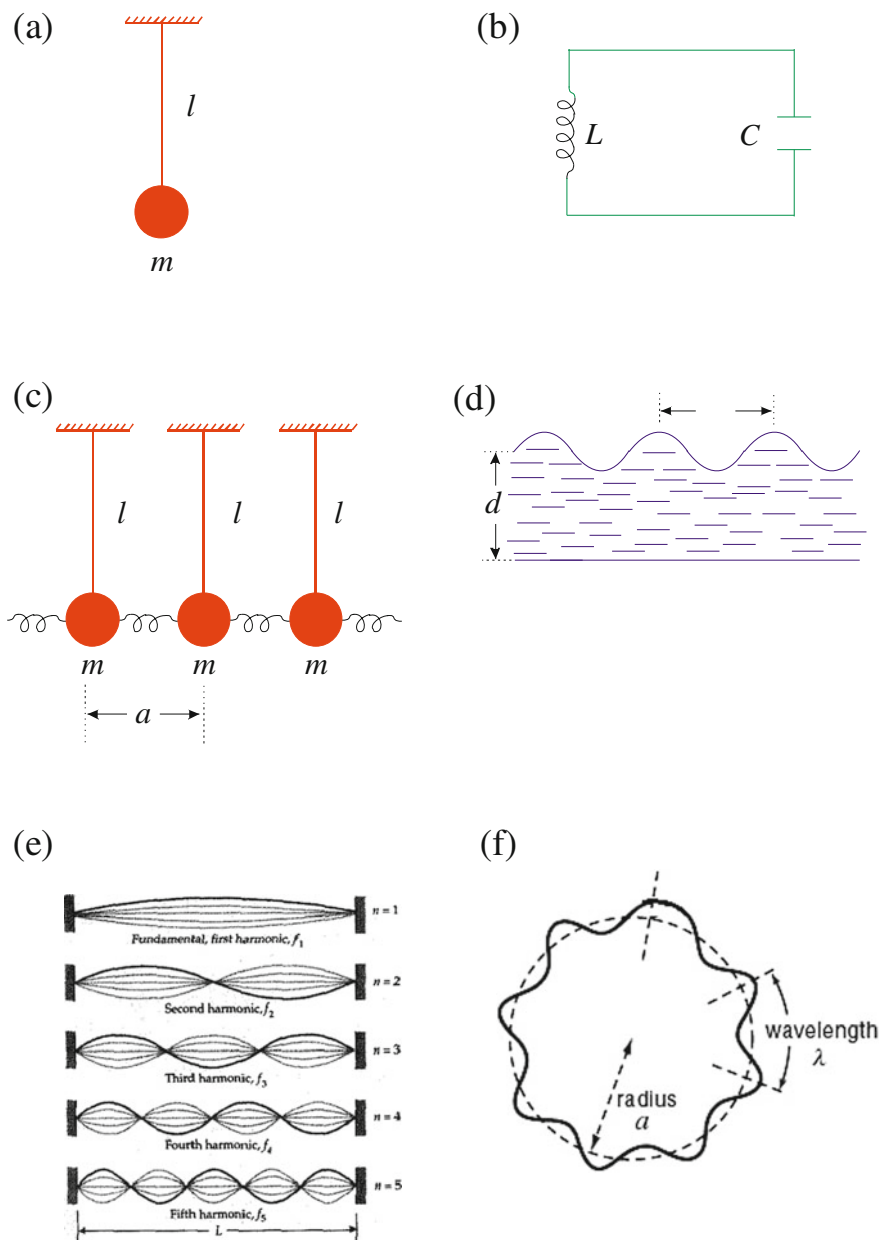 (a)
l
m
(b)
L
C
(c)
l
l
l
m
m
m
a
(d)
d
(e)
n = 1
Fundamental, first harmonic, f₁
n = 2
Second harmonic, f₂
n = 3
Third harmonic, f₃
n = 4
Fourth harmonic, f₄
n = 5
Fifth harmonic, f₅
L
(f)
wavelength
λ
radius
a